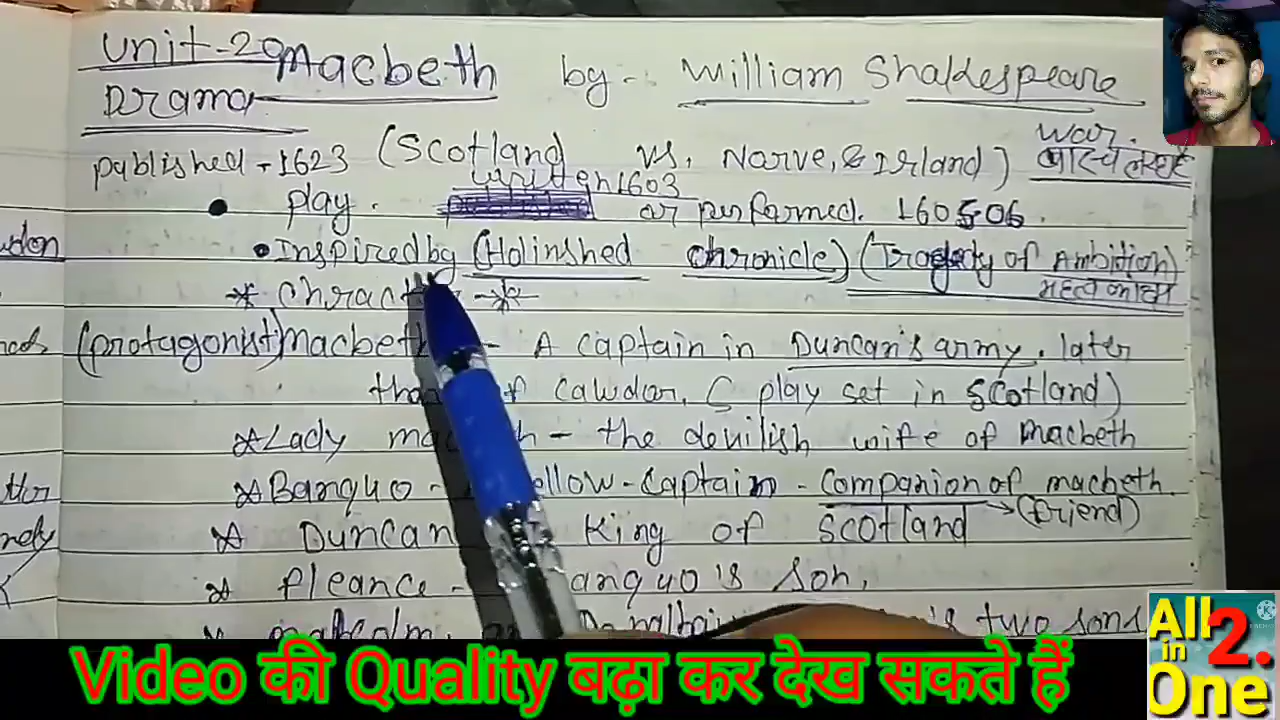 Unit-2 Macbeth by- William Shakespeare
Drama
published - 1623 (Scotland vs. Narve, & Irland) war.
written 1603
play. or performed. 1605-06
Inspired by (Holinshed chronicle) (Tragedy of Ambition)
(protagonist) Macbeth - A captain in Duncan's army. later
of Cawdor, ( play set in Scotland)
Lady - the devilish wife of Macbeth
Banquo - ellow-Captain - Companion of macbeth.
(friend)
Duncan King of Scotland
Fleance - anquo's son,
malcolm, two sons
Video की Quality बढ़ा कर देख सकते हैं
All in One 2.